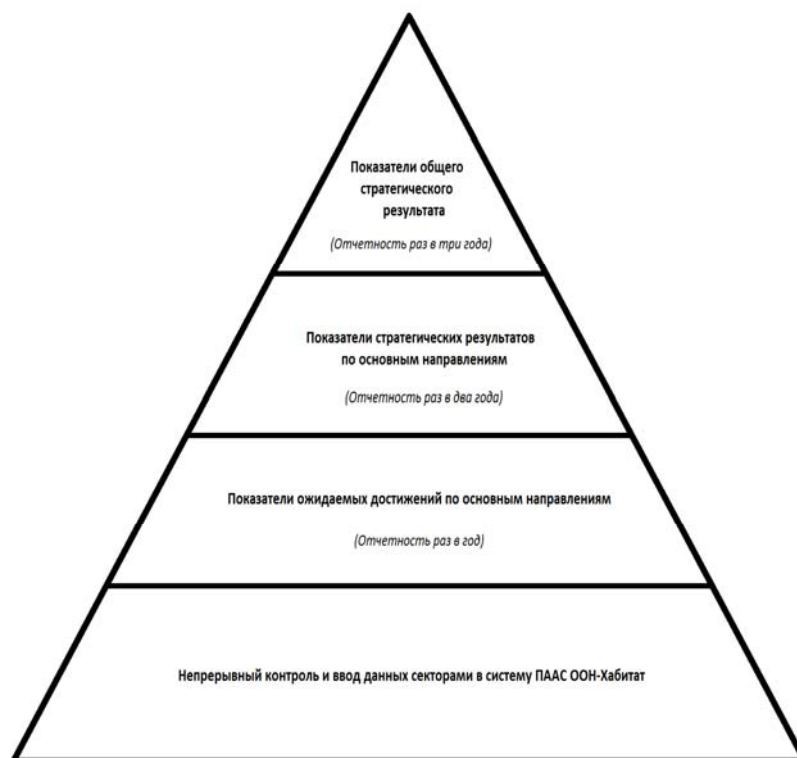 Показатели общего
стратегического
результата
(Отчетность раз в три года)
Показатели стратегических результатов
по основным направлениям
(Отчетность раз в два года)
Показатели ожидаемых достижений по основным направлениям
(Отчетность раз в год)
Непрерывный контроль и ввод данных секторами в систему ПААС ООН-Хабитат